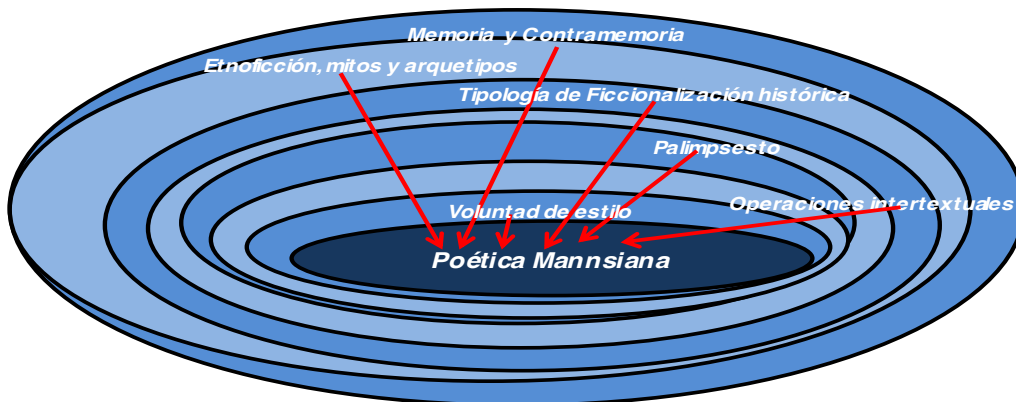 Memoria y Contramemoria
Etnoficción, mitos y arquetipos
Tipología de Ficcionalización histórica
Palimpsesto
Operaciones intertextuales
Voluntad de estilo
Poética Mannsiana